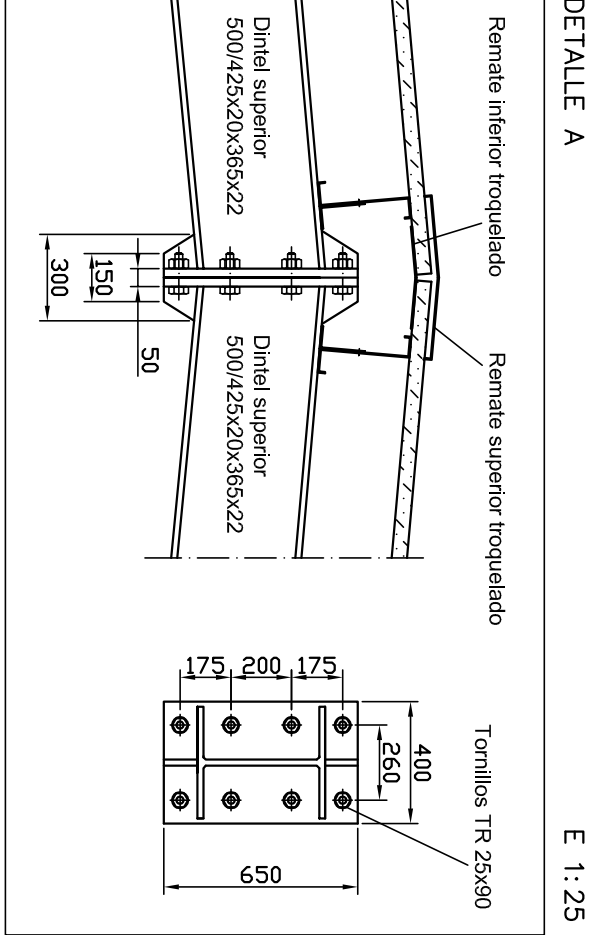 DETALLE A
E 1:25
Remate inferior troquelado
Remate superior troquelado
Dintel superior
500/425x20x365x22
Dintel superior
500/425x20x365x22
50
150
300
Tornillos TR 25x90
400
260
175
200
175
650